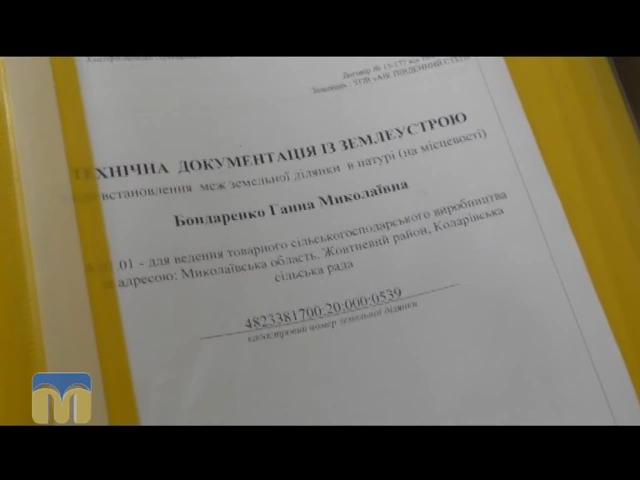 Договір № 15-177 від
Замовник : ТОВ «АФ ПІВДЕННИЙ СТЕП»
ТЕХНІЧНА ДОКУМЕНТАЦІЯ ІЗ ЗЕМЛЕУСТРОЮ
встановлення меж земельної ділянки в натурі (на місцевості)
Бондаренко Ганна Миколаївна
01 - для ведення товарного сільськогосподарського виробництва
адресою: Миколаївська область, Жовтневий район, Коларівська
сільська рада
4823381700:20:000:0539
кадастровий номер земельної ділянки
М